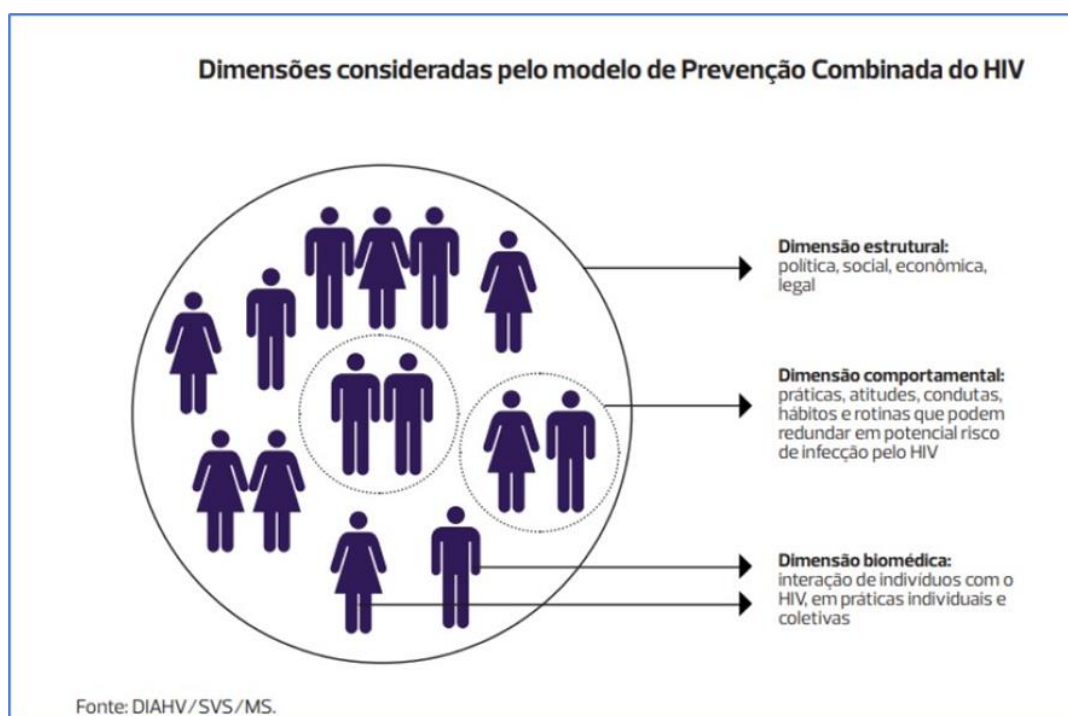 Dimensões consideradas pelo modelo de Prevenção Combinada do HIV
Dimensão estrutural:
política, social, econômica,
legal
Dimensão comportamental:
práticas, atitudes, condutas,
hábitos e rotinas que podem
redundar em potencial risco
de infecção pelo HIV
Dimensão biomédica:
interação de indivíduos com o
HIV, em práticas individuais e
coletivas
Fonte: DIAHV/SVS/MS.